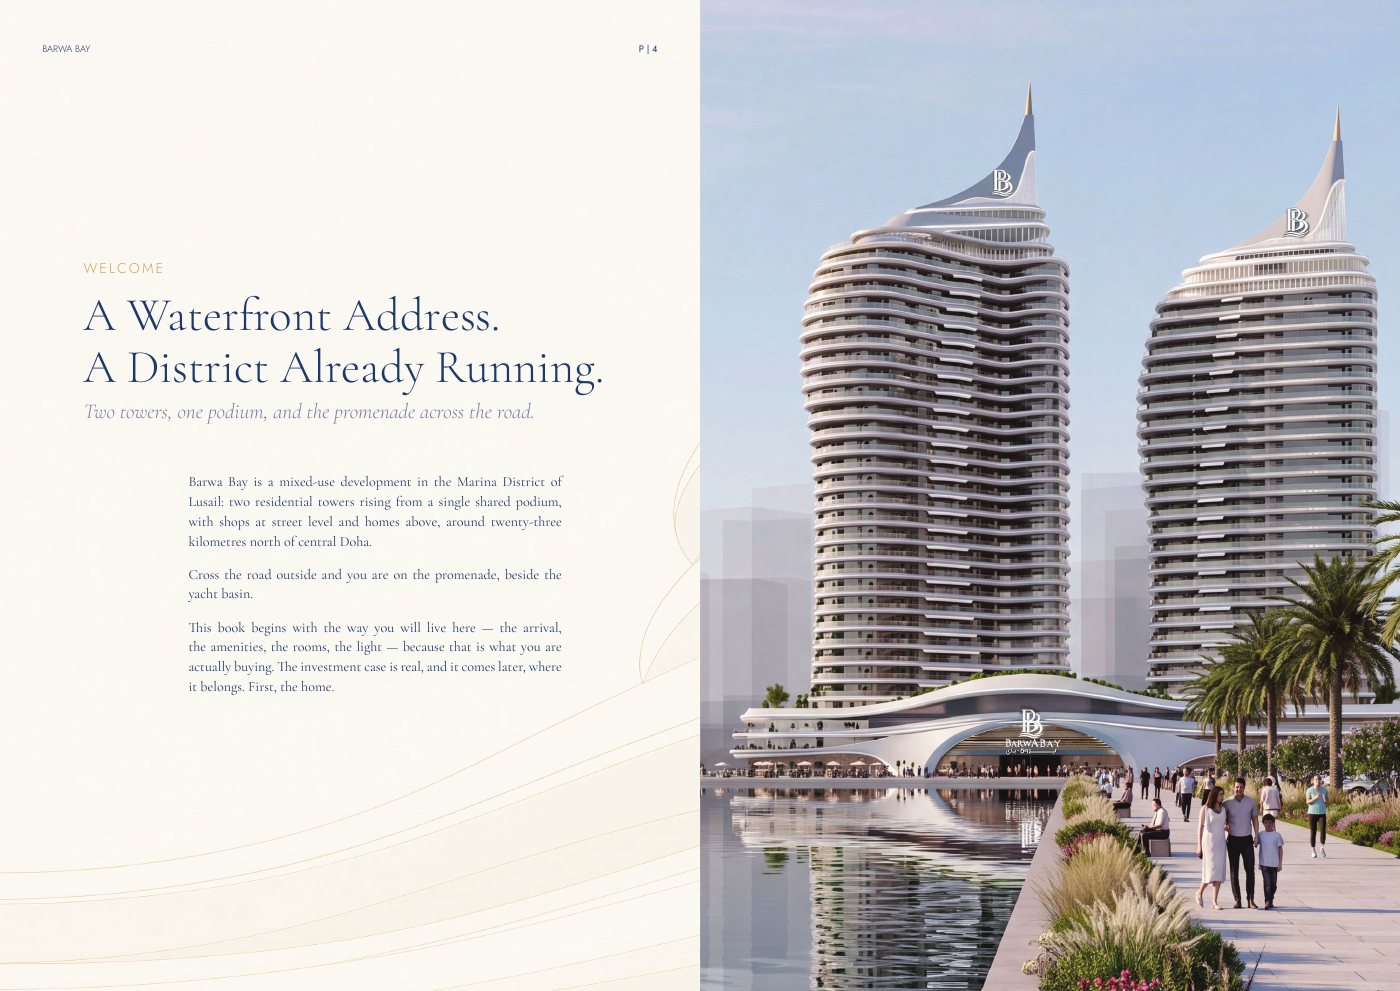 BARWA BAY
P | 4
WELCOME
A Waterfront Address.
A District Already Running.
Two towers, one podium, and the promenade across the road.
Barwa Bay is a mixed-use development in the Marina District of
Lusail: two residential towers rising from a single shared podium,
with shops at street level and homes above, around twenty-three
kilometres north of central Doha.
Cross the road outside and you are on the promenade, beside the
yacht basin.
This book begins with the way you will live here — the arrival,
the amenities, the rooms, the light — because that is what you are
actually buying. The investment case is real, and it comes later, where
it belongs. First, the home.
B
B
B
BARWA BAY